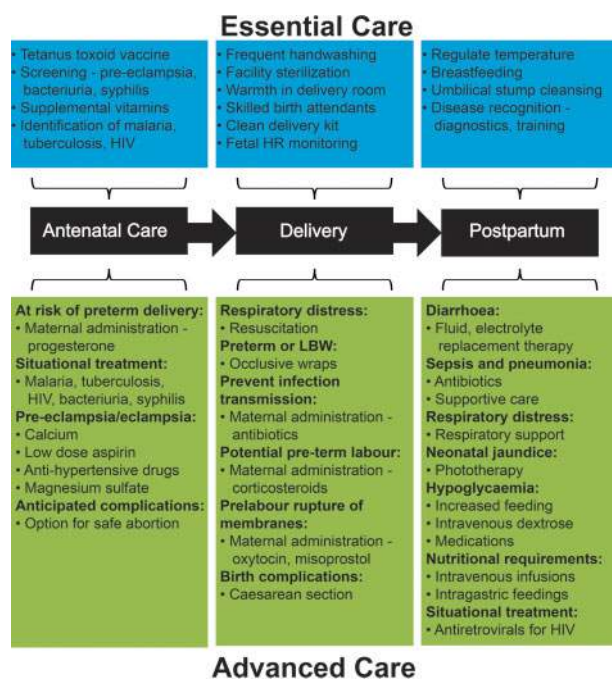 Essential Care
• Tetanus toxoid vaccine
• Screening - pre-eclampsia,
bacteriuria, syphilis
• Supplemental vitamins
• Identification of malaria,
tuberculosis, HIV
• Frequent handwashing
• Facility sterilization
• Warmth in delivery room
• Skilled birth attendants
• Clean delivery kit
• Fetal HR monitoring
• Regulate temperature
• Breastfeeding
• Umbilical stump cleansing
• Disease recognition -
diagnostics, training
Antenatal Care
Delivery
Postpartum
At risk of preterm delivery:
• Maternal administration -
progesterone
Situational treatment:
• Malaria, tuberculosis,
HIV, bacteriuria, syphilis
Pre-eclampsia/eclampsia:
• Calcium
• Low dose aspirin
• Anti-hypertensive drugs
• Magnesium sulfate
Anticipated complications:
• Option for safe abortion
Respiratory distress:
• Resuscitation
Preterm or LBW:
• Occlusive wraps
Prevent infection
transmission:
• Maternal administration -
antibiotics
Potential pre-term labour:
• Maternal administration -
corticosteroids
Prelabour rupture of
membranes:
• Maternal administration -
oxytocin, misoprostol
Birth complications:
• Caesarean section
Diarrhoea:
• Fluid, electrolyte
replacement therapy
Sepsis and pneumonia:
• Antibiotics
• Supportive care
Respiratory distress:
• Respiratory support
Neonatal jaundice:
• Phototherapy
Hypoglycaemia:
• Increased feeding
• Intravenous dextrose
• Medications
Nutritional requirements:
• Intravenous infusions
• Intragastric feedings
Situational treatment:
• Antiretrovirals for HIV
Advanced Care